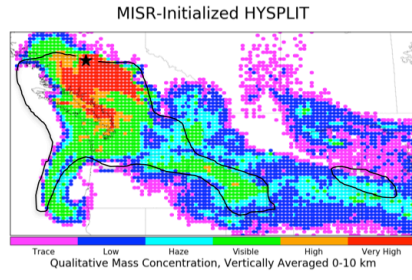 MISR-Initialized HYSPLIT
Trace Low Haze Visible High Very High
Qualitative Mass Concentration, Vertically Averaged 0-10 km